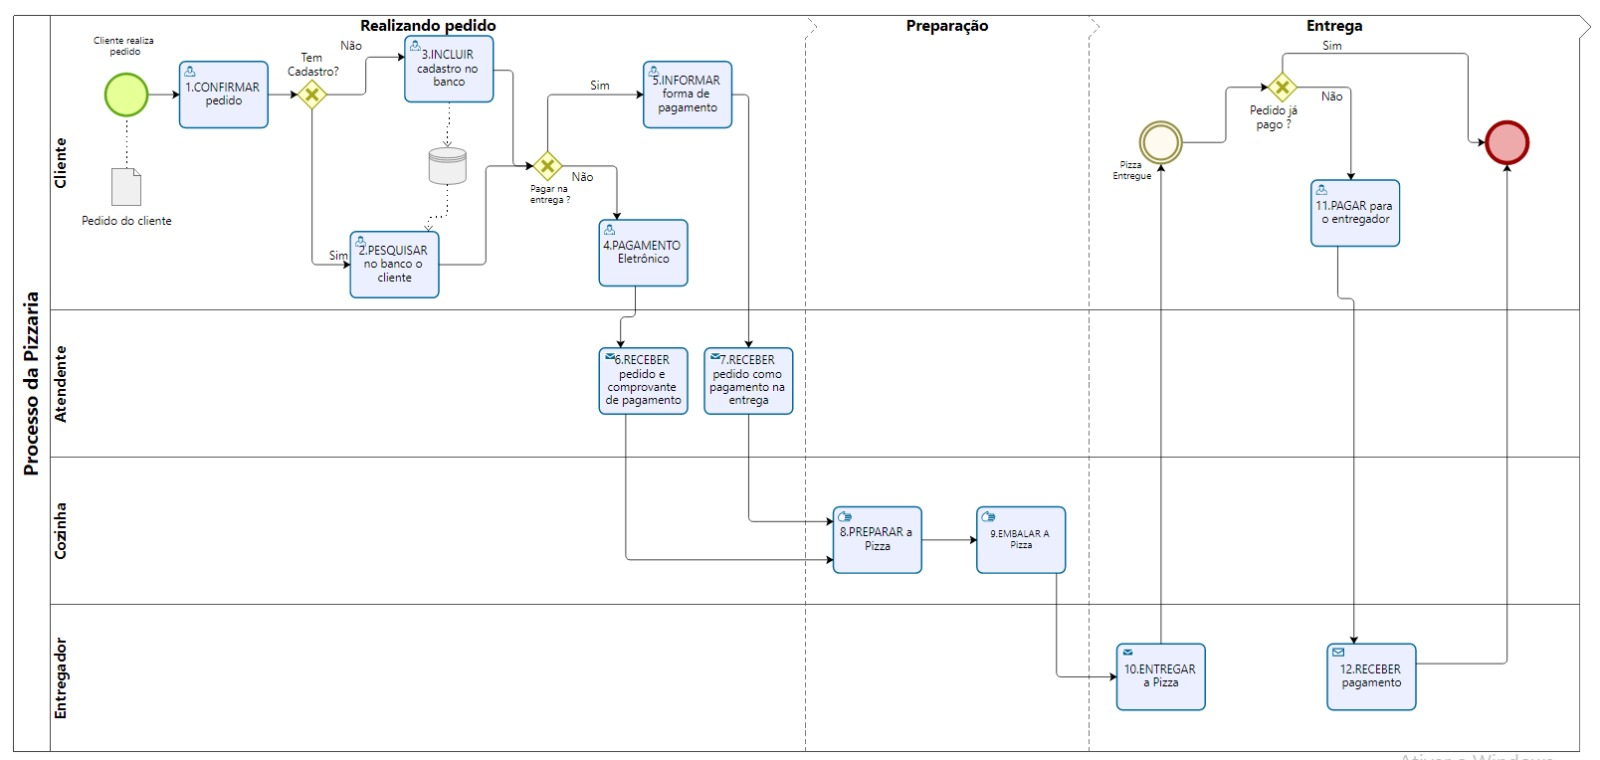 Realizando pedido
Preparação
Entrega
Processo da Pizzaria
Cliente
Atendente
Cozinha
Entregador
Cliente realiza
pedido
Pedido do cliente
1.CONFIRMAR
pedido
Tem
Cadastro?
Não
Sim
3.INCLUIR
cadastro no
banco
2.PESQUISAR
no banco o
cliente
Pagar na
entrega ?
Sim
Não
5.INFORMAR
forma de
pagamento
4.PAGAMENTO
Eletrônico
6.RECEBER
pedido e
comprovante
de pagamento
7.RECEBER
pedido como
pagamento na
entrega
8.PREPARAR a
Pizza
9.EMBALAR A
Pizza
10.ENTREGAR
a Pizza
Pizza
Entregue
Pedido já
pago ?
Sim
Não
11.PAGAR para
o entregador
12.RECEBER
pagamento